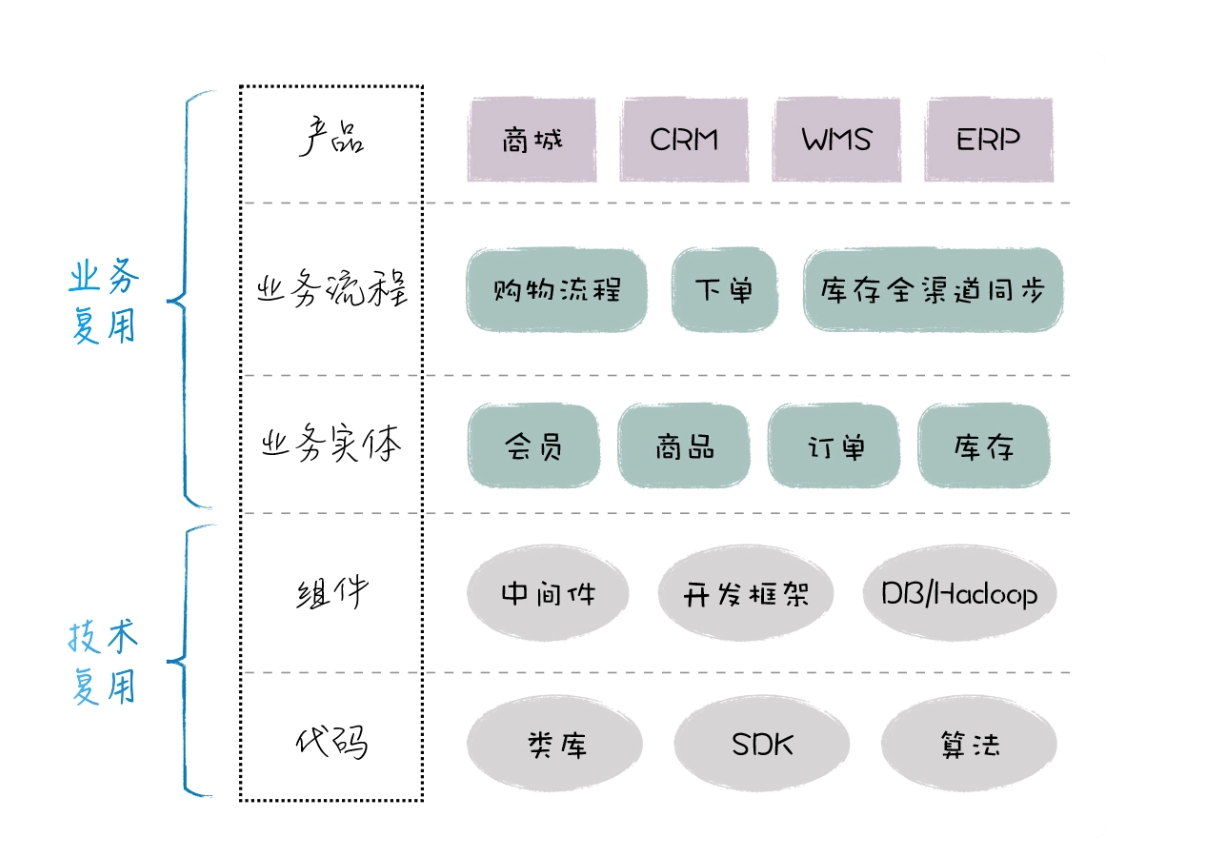 产品
商城
CRM
WMS
ERP
业务
复用
业务流程
购物流程
下单
库存全渠道同步
业务实体
会员
商品
订单
库存
技术
复用
组件
中间件
开发框架
DB/Hadoop
代码
类库
SDK
算法